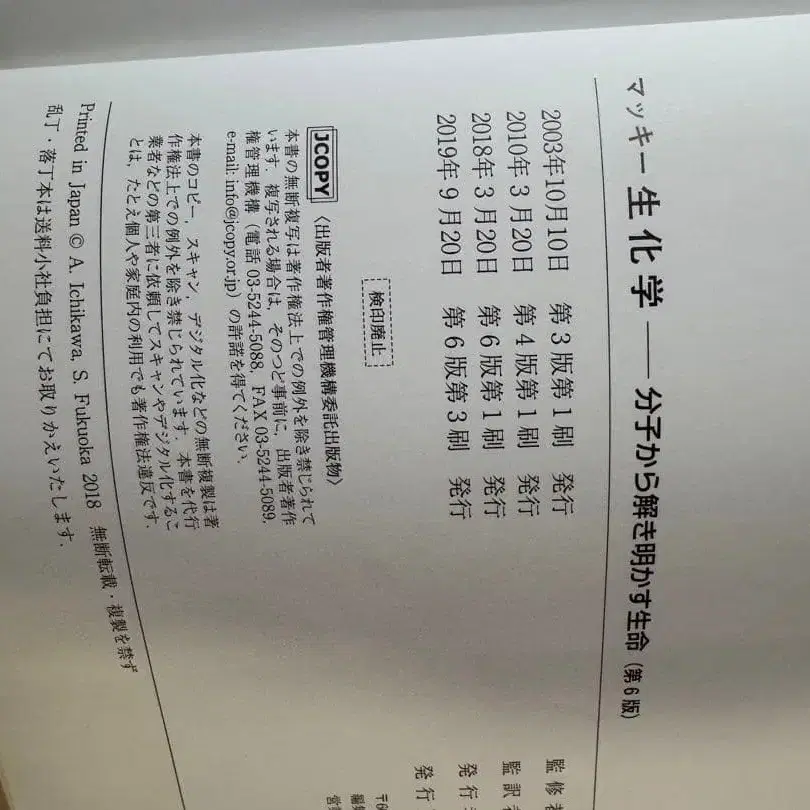 マッキー 生化学 ── 分子から解き明かす生命 (第6版)
2003年10月10日 第3版第1刷 発行
2010年3月20日 第4版第1刷 発行
2018年3月20日 第6版第1刷 発行
2019年9月20日 第6版第3刷 発行
検印廃止
JCOPY 〈出版者著作権管理機構委託出版物〉
本書の無断複写は著作権法上での例外を除き禁じられて
います．複写される場合は，そのつど事前に，出版者著作
権管理機構（電話 03-5244-5088，FAX 03-5244-5089，
e-mail: info@jcopy.or.jp）の許諾を得てください．
本書のコピー，スキャン，デジタル化などの無断複製は著
作権法上での例外を除き禁じられています．本書を代行
業者などの第三者に依頼してスキャンやデジタル化するこ
とは，たとえ個人や家庭内の利用でも著作権法違反です．
Printed in Japan © A. Ichikawa, S. Fukuoka 2018 無断転載・複製を禁ず
乱丁・落丁本は送料小社負担にてお取りかえいたします．
監修
監訳
発行
発行